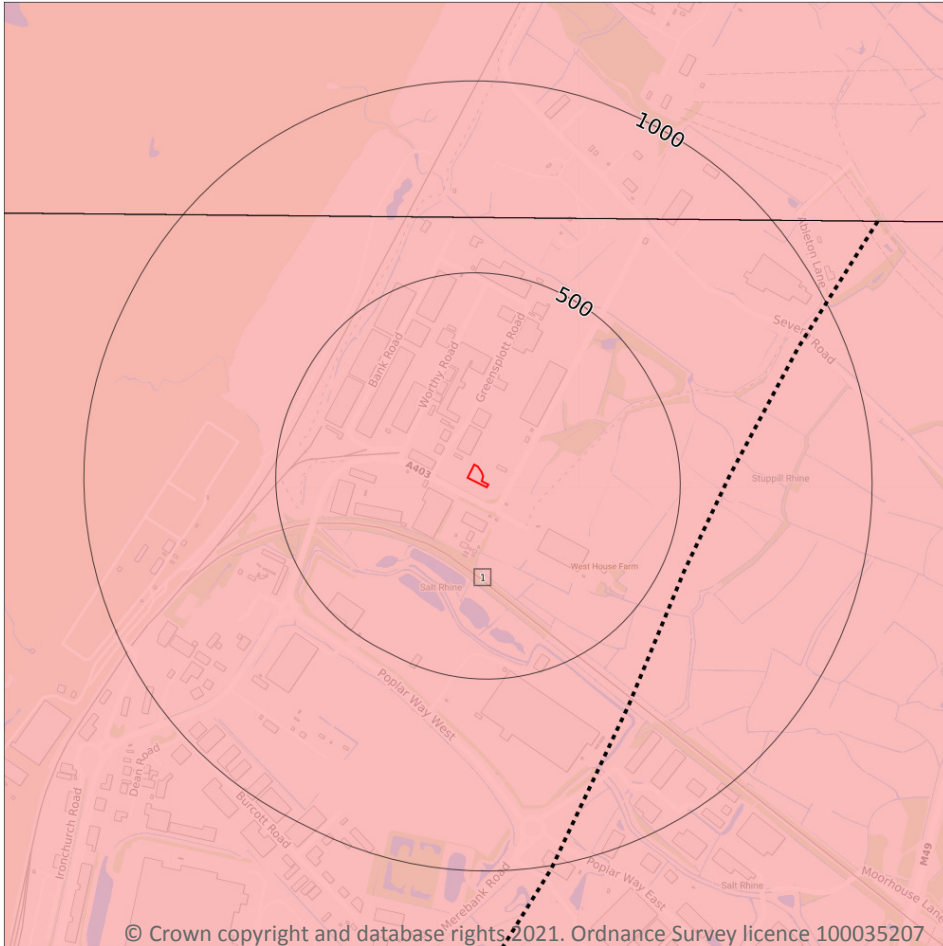 1000
Ableton Lane
500
Severn Road
Bank Road
Worthy Road
Greensplott Road
A403
Stuppill Rhine
West House Farm
1
Salt Rhine
Poplar Way West
Dean Road
Ironchurch Road
Burcott Road
M49
Poplar Way East
Moorhouse Lane
Salt Rhine
Merebank Road
© Crown copyright and database rights 2021. Ordnance Survey licence 100035207